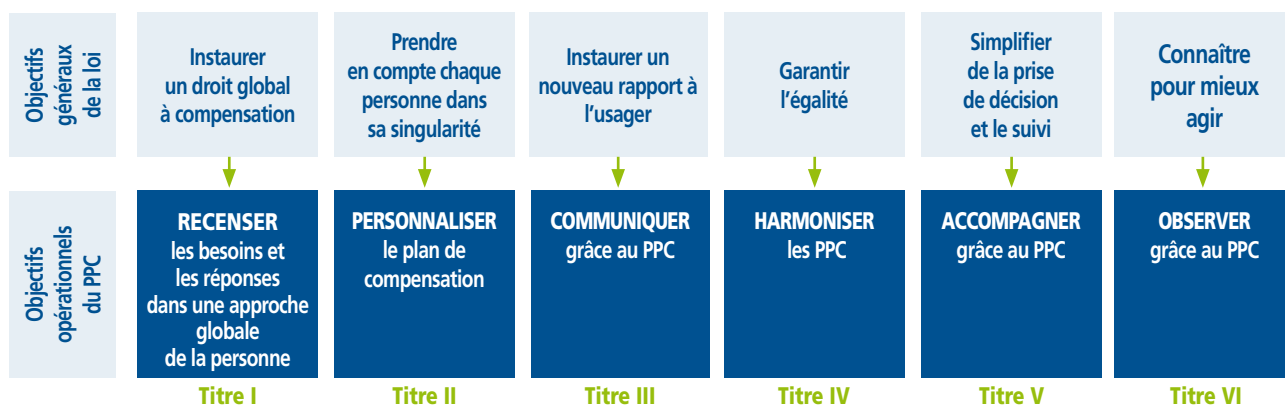 Objectifs
généraux
de la loi
Instaurer
un droit global
à compensation
Prendre
en compte chaque
personne dans
sa singularité
Instaurer un
nouveau rapport à
l’usager
Garantir
l’égalité
Simplifier
de la prise
de décision
et le suivi
Connaître
pour mieux
agir
Objectifs
opérationnels
du PPC
RECENSER
les besoins et
les réponses
dans une approche
globale
de la personne
PERSONNALISER
le plan de
compensation
COMMUNIQUER
grâce au PPC
HARMONISER
les PPC
ACCOMPAGNER
grâce au PPC
OBSERVER
grâce au PPC
Titre I
Titre II
Titre III
Titre IV
Titre V
Titre VI